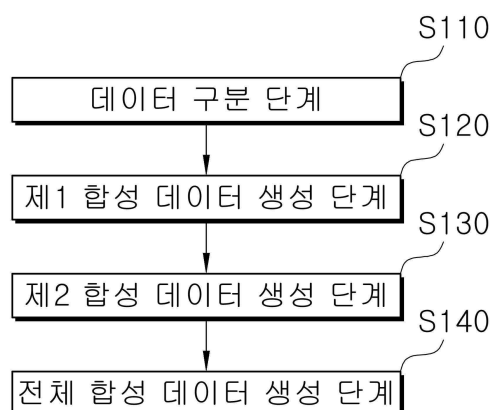 S110
데이터 구분 단계
S120
제1 합성 데이터 생성 단계
S130
제2 합성 데이터 생성 단계
S140
전체 합성 데이터 생성 단계